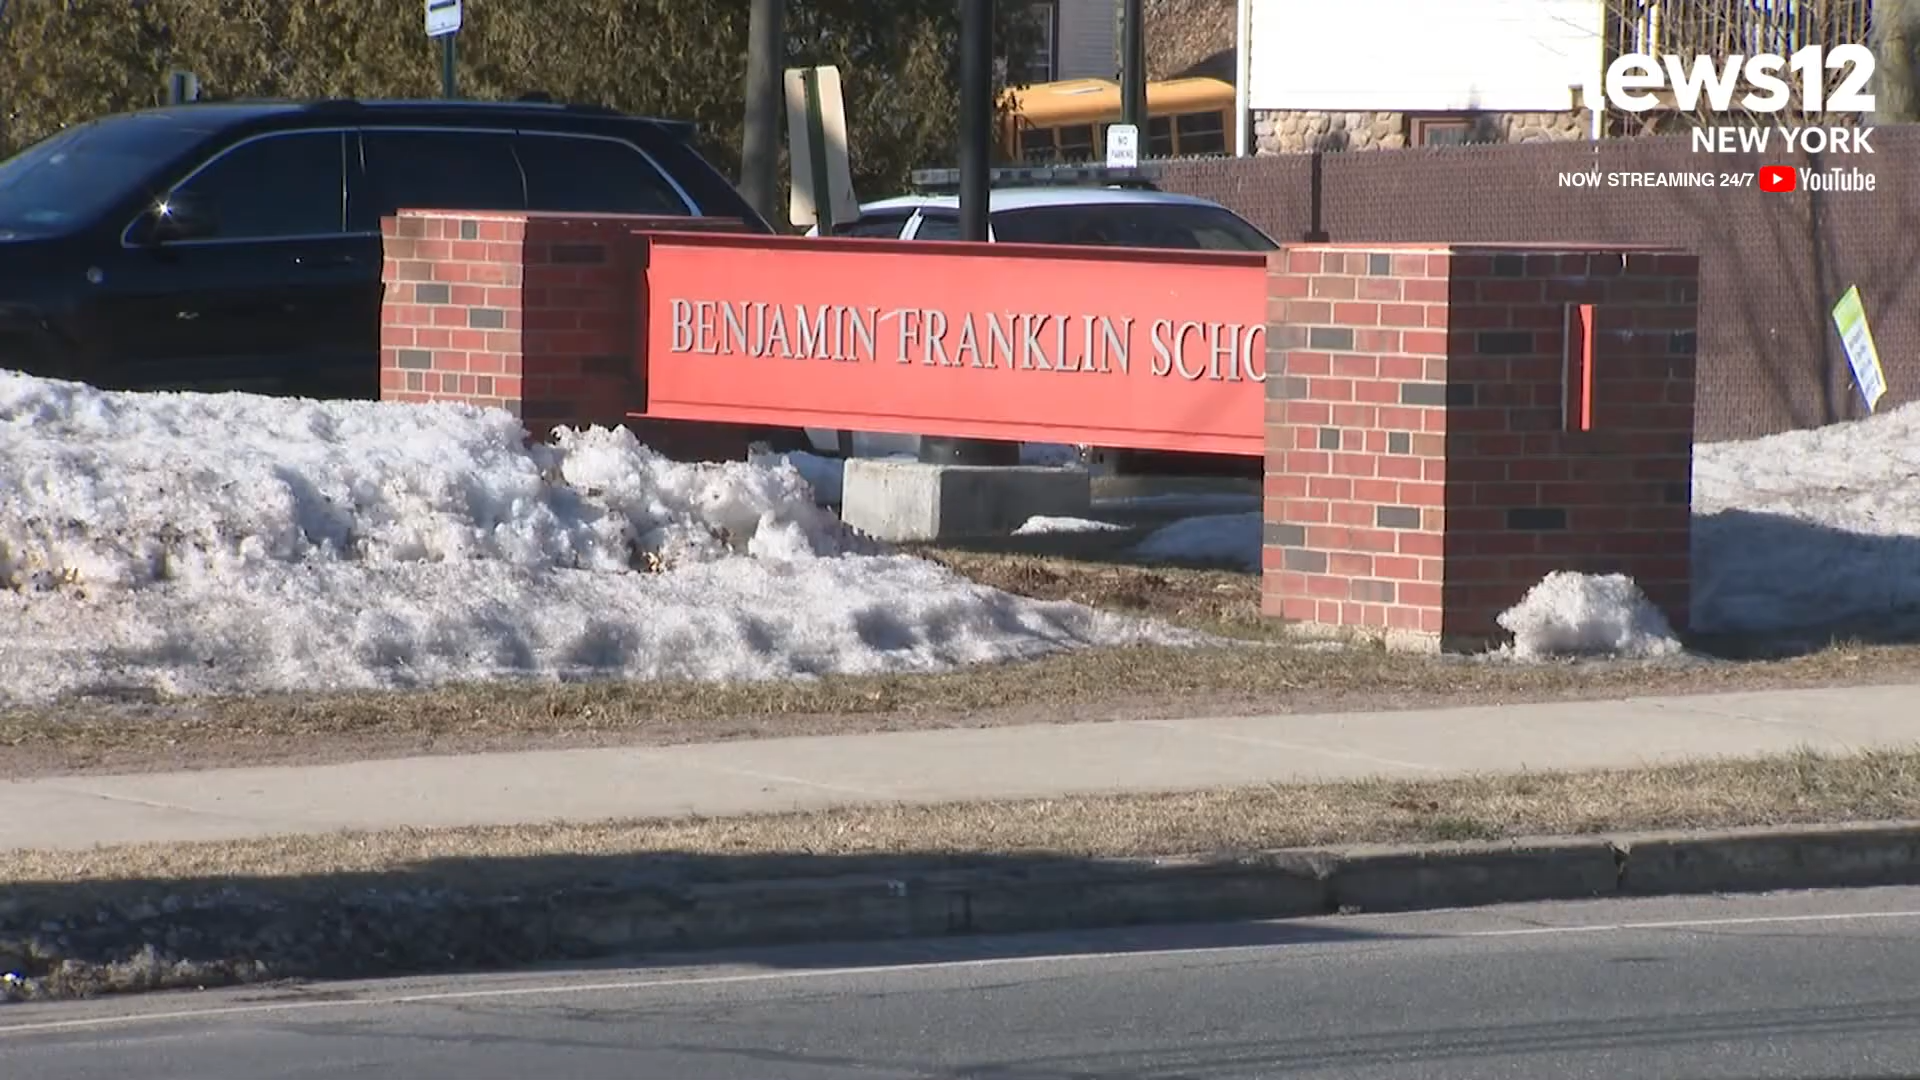 ews12
NEW YORK
NOW STREAMING 24/7 YouTube
NO
PARKING
BENJAMIN FRANKLIN SCHO